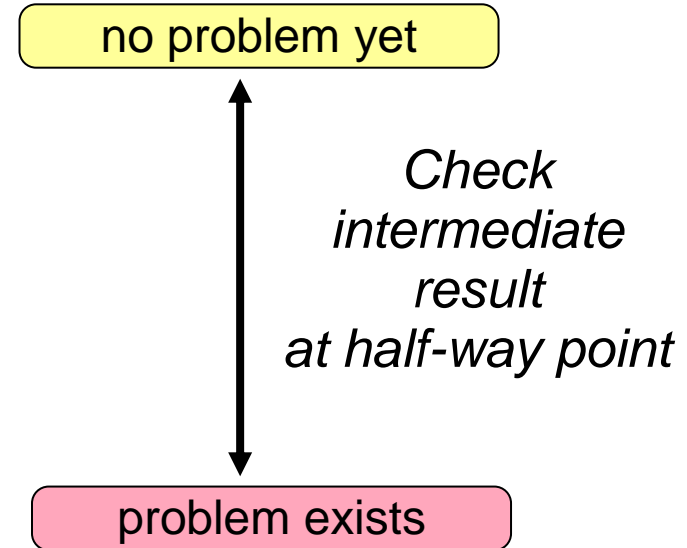 no problem yet
Check
intermediate
result
at half-way point
problem exists